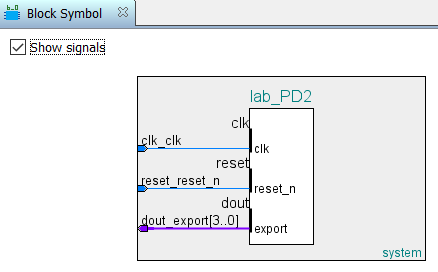 Block Symbol
Show signals
lab_PD2
clk
clk_clk
clk
reset
reset_reset_n
reset_n
dout
dout_export[3..0]
export
system